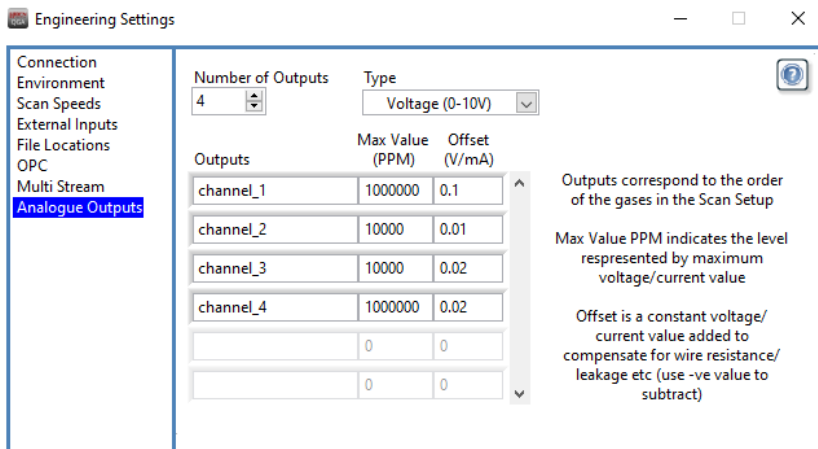 Engineering Settings
Connection
Environment
Scan Speeds
External Inputs
File Locations
OPC
Multi Stream
Analogue Outputs
Number of Outputs
4
Type
Voltage (0-10V)
Outputs
Max Value
(PPM)
Offset
(V/mA)
channel_1 1000000 0.1
channel_2 10000 0.01
channel_3 10000 0.02
channel_4 1000000 0.02
0 0
0 0
Outputs correspond to the order
of the gases in the Scan Setup
Max Value PPM indicates the level
respresented by maximum
voltage/current value
Offset is a constant voltage/
current value added to
compensate for wire resistance/
leakage etc (use -ve value to
subtract)